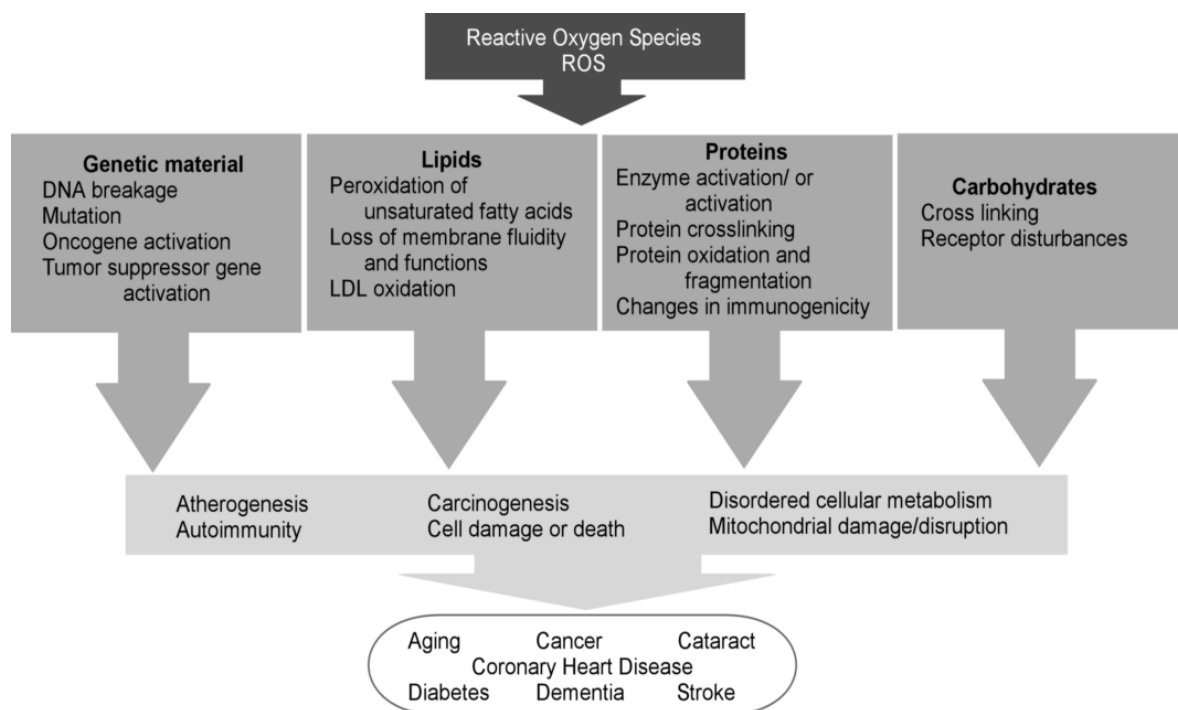 Reactive Oxygen Species
ROS
Genetic material
DNA breakage
Mutation
Oncogene activation
Tumor suppressor gene
activation
Lipids
Peroxidation of
unsaturated fatty acids
Loss of membrane fluidity
and functions
LDL oxidation
Proteins
Enzyme activation/ or
activation
Protein crosslinking
Protein oxidation and
fragmentation
Changes in immunogenicity
Carbohydrates
Cross linking
Receptor disturbances
Atherogenesis
Autoimmunity
Carcinogenesis
Cell damage or death
Disordered cellular metabolism
Mitochondrial damage/disruption
Aging Cancer Cataract
Coronary Heart Disease
Diabetes Dementia Stroke